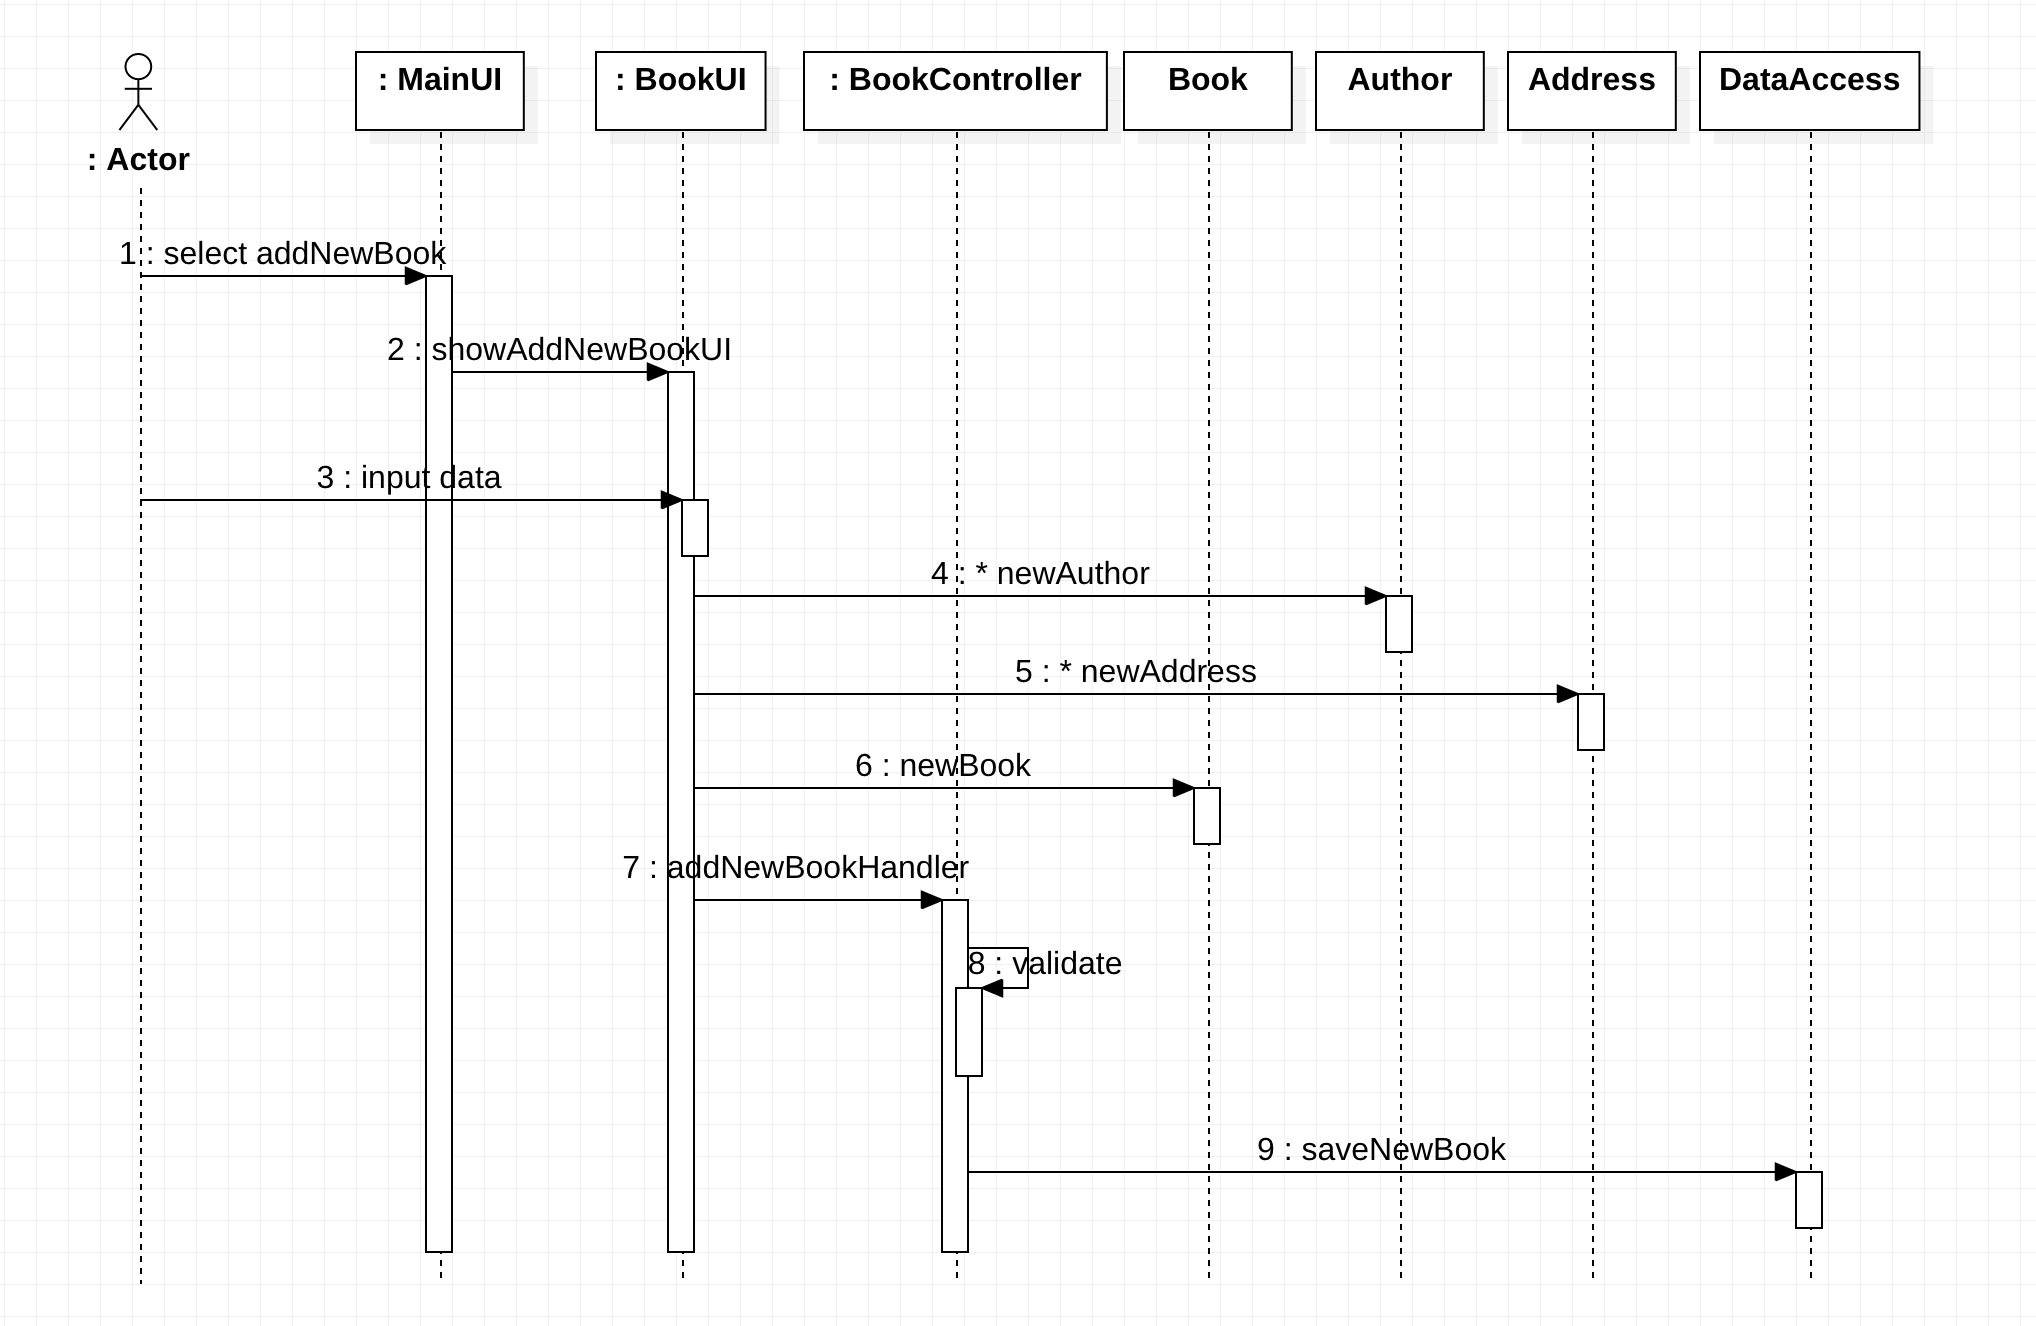 : MainUI
: BookUI
: BookController
Book
Author
Address
DataAccess
: Actor
1 : select addNewBook
2 : showAddNewBookUI
3 : input data
4 : * newAuthor
5 : * newAddress
6 : newBook
7 : addNewBookHandler
8 : validate
9 : saveNewBook